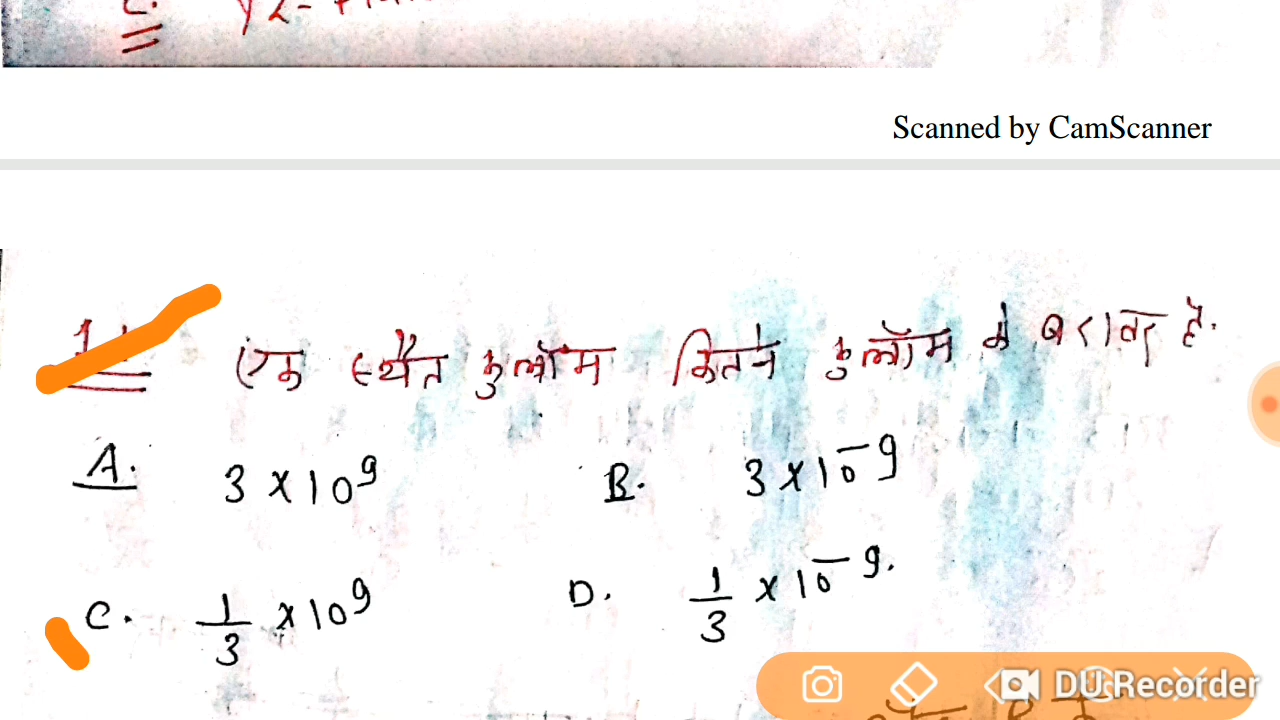 Scanned by CamScanner
एक स्थैत कुलॉम कितने कुलॉम के बराबर है.
A. 3 × 10⁹ B. 3 × 10⁻⁹
C. 1/3 × 10⁹ D. 1/3 × 10⁻⁹.
DU Recorder